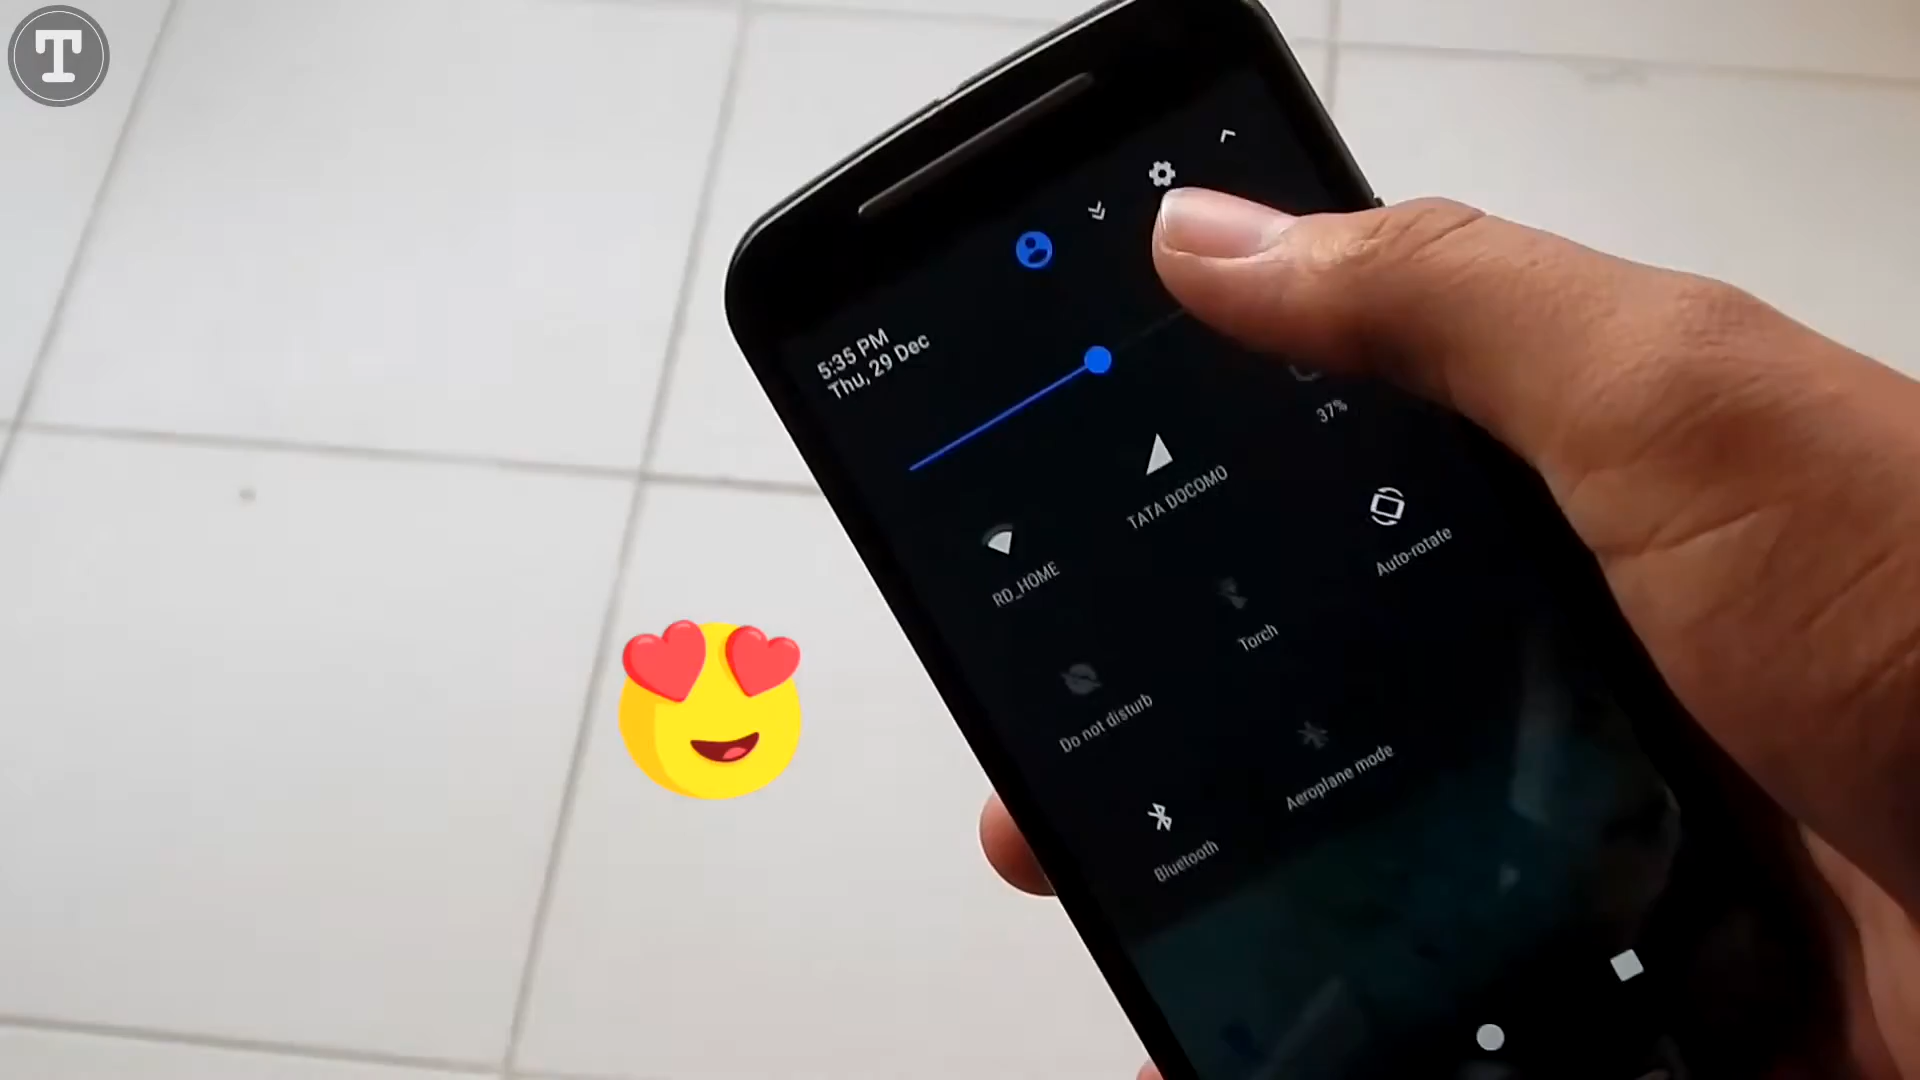 T
5:35 PM
Thu, 29 Dec
37%
TATA DOCOMO
RD_HOME
Auto-rotate
Torch
Do not disturb
Aeroplane mode
Bluetooth